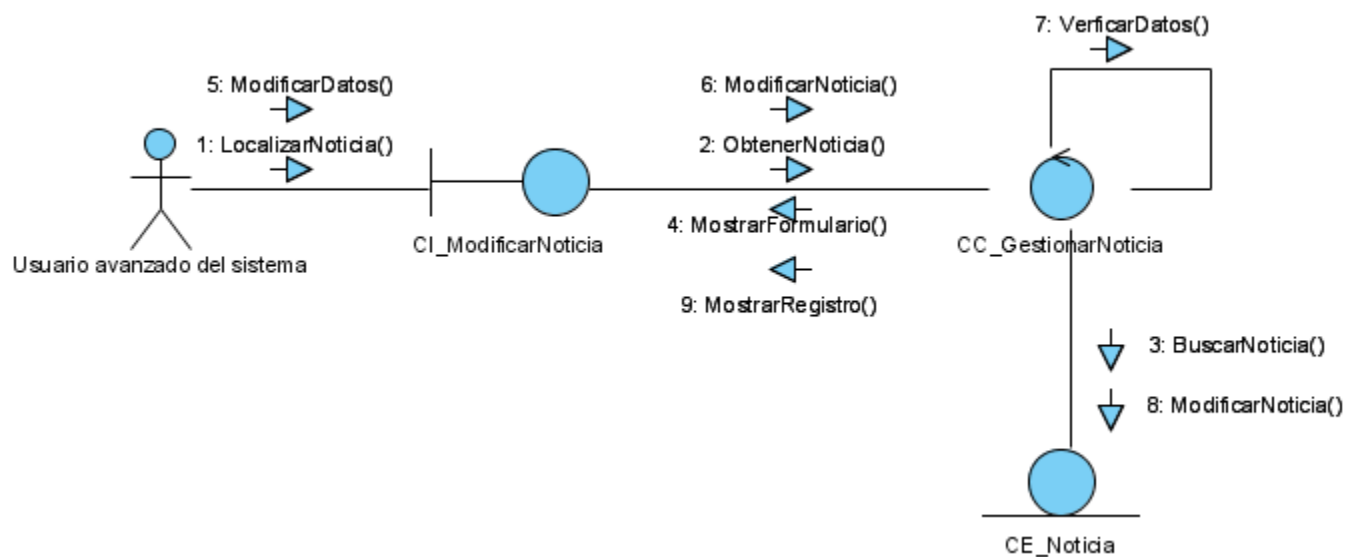 7: VerficarDatos()
5: ModificarDatos()
6: ModificarNoticia()
1: LocalizarNoticia()
2: ObtenerNoticia()
4: MostrarFormulario()
CI_ModificarNoticia
CC_GestionarNoticia
Usuario avanzado del sistema
9: MostrarRegistro()
3: BuscarNoticia()
8: ModificarNoticia()
CE_Noticia